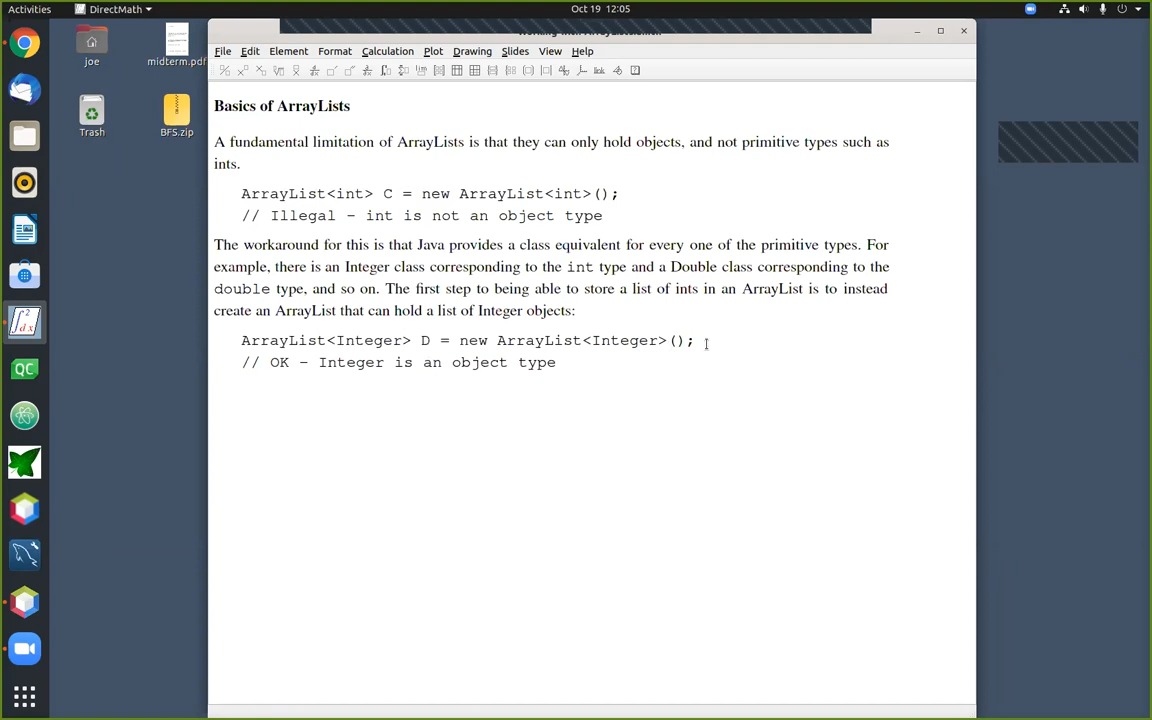 Activities
DirectMath
Oct 19 12:05
joe
midterm.pdf
Trash
BFS.zip
QC
File Edit Element Format Calculation Plot Drawing Slides View Help
Basics of ArrayLists
A fundamental limitation of ArrayLists is that they can only hold objects, and not primitive types such as
ints.
ArrayList<int> C = new ArrayList<int>();
// Illegal - int is not an object type
The workaround for this is that Java provides a class equivalent for every one of the primitive types. For
example, there is an Integer class corresponding to the int type and a Double class corresponding to the
double type, and so on. The first step to being able to store a list of ints in an ArrayList is to instead
create an ArrayList that can hold a list of Integer objects:
ArrayList<Integer> D = new ArrayList<Integer>();
// OK - Integer is an object type